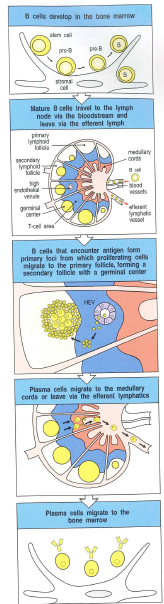 B cells develop in the bone marrow
stem cell
pro-B
pro-B
B
B
stromal
cell
Mature B cells travel to the lymph
node via the bloodstream and
leave via the efferent lymph
primary
lymphoid
follicle
secondary
lymphoid
follicle
high
endothelial
venule
germinal
center
T-cell area
medullary
cords
B cell
blood
vessels
efferent
lymphatic
vessel
B cells that encounter antigen form
primary foci from which proliferating cells
migrate to the primary follicle, forming a
secondary follicle with a germinal center
HEV
Plasma cells migrate to the medullary
cords or leave via the efferent lymphatics
Plasma cells migrate to the
bone marrow